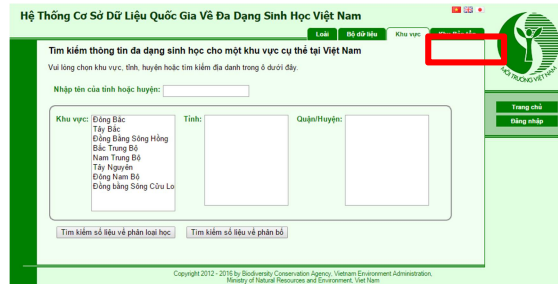 Hệ Thống Cơ Sở Dữ Liệu Quốc Gia Về Đa Dạng Sinh Học Việt Nam
Loài Bộ dữ liệu Khu vực
Tìm kiếm thông tin đa dạng sinh học cho một khu vực cụ thể tại Việt Nam
Vui lòng chọn khu vực, tỉnh, huyện hoặc tìm kiếm địa danh trong ô dưới đây.
Nhập tên của tỉnh hoặc huyện:
Khu vực: Tỉnh: Quận/Huyện:
Đông Bắc
Tây Bắc
Đồng Bằng Sông Hồng
Bắc Trung Bộ
Nam Trung Bộ
Tây Nguyên
Đông Nam Bộ
Đồng bằng Sông Cửu Lo
Tìm kiếm số liệu về phân loại học Tìm kiếm số liệu về phân bố
MÔI TRƯỜNG VIỆT NAM
Trang chủ
Đăng nhập
Copyright 2012 - 2016 by Biodiversity Conservation Agency, Vietnam Environment Administration,
Ministry of Natural Resources and Environment, Viet Nam